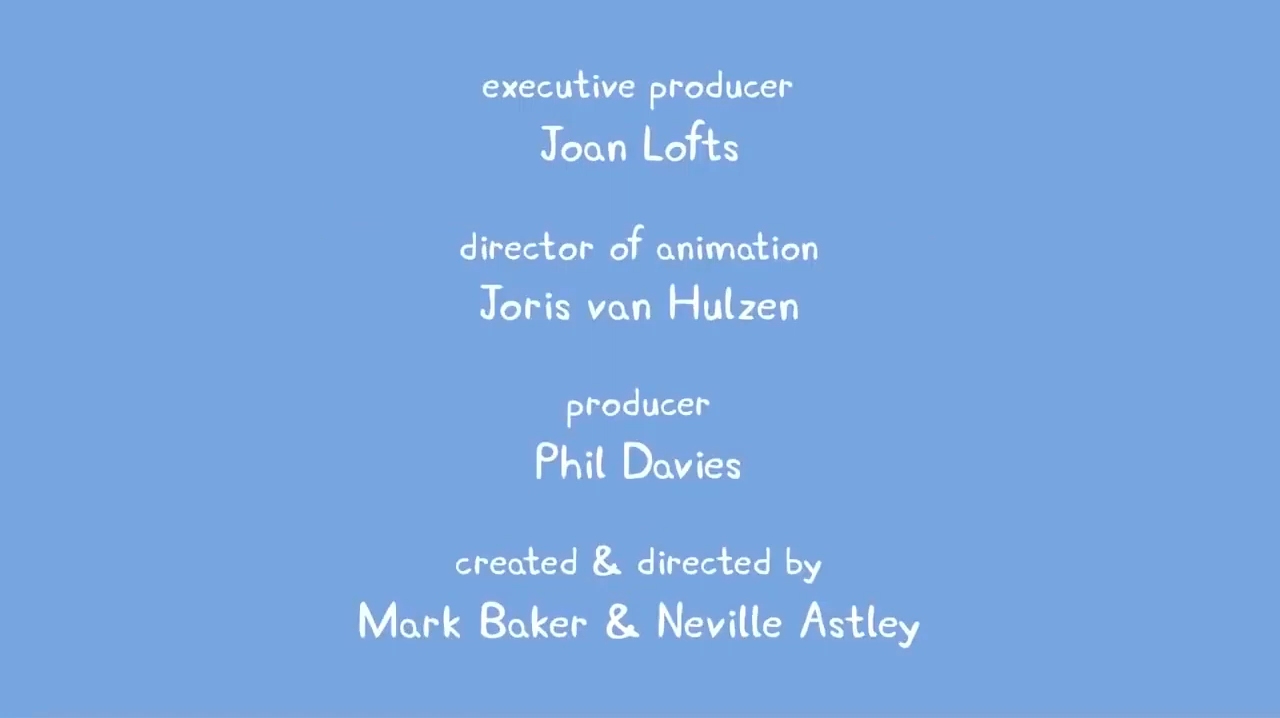 executive producer
Joan Lofts
director of animation
Joris van Hulzen
producer
Phil Davies
created & directed by
Mark Baker & Neville Astley